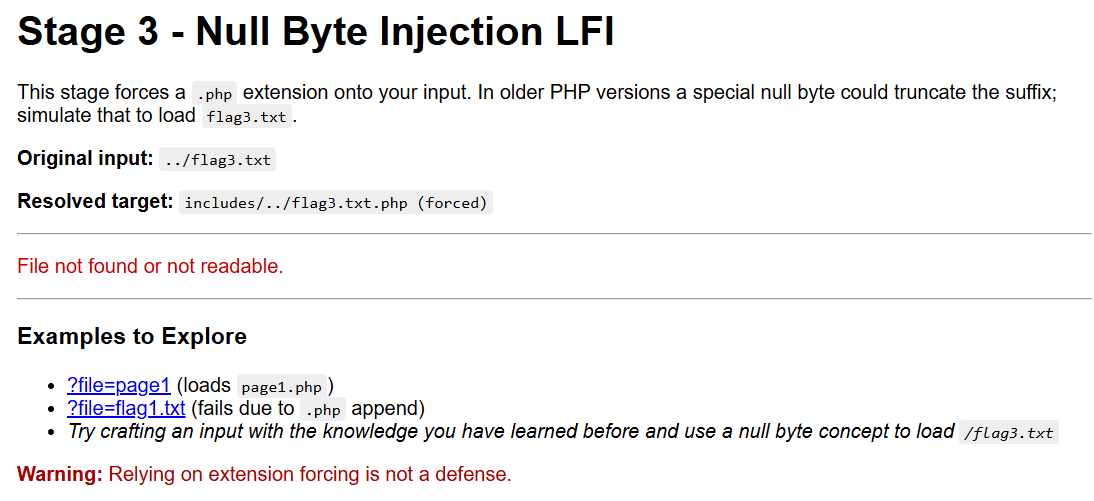 Stage 3 - Null Byte Injection LFI
This stage forces a .php extension onto your input. In older PHP versions a special null byte could truncate the suffix;
simulate that to load flag3.txt.
Original input: ../flag3.txt
Resolved target: includes/../flag3.txt.php (forced)
File not found or not readable.
Examples to Explore
• ?file=page1 (loads page1.php)
• ?file=flag1.txt (fails due to .php append)
• Try crafting an input with the knowledge you have learned before and use a null byte concept to load /flag3.txt
Warning: Relying on extension forcing is not a defense.